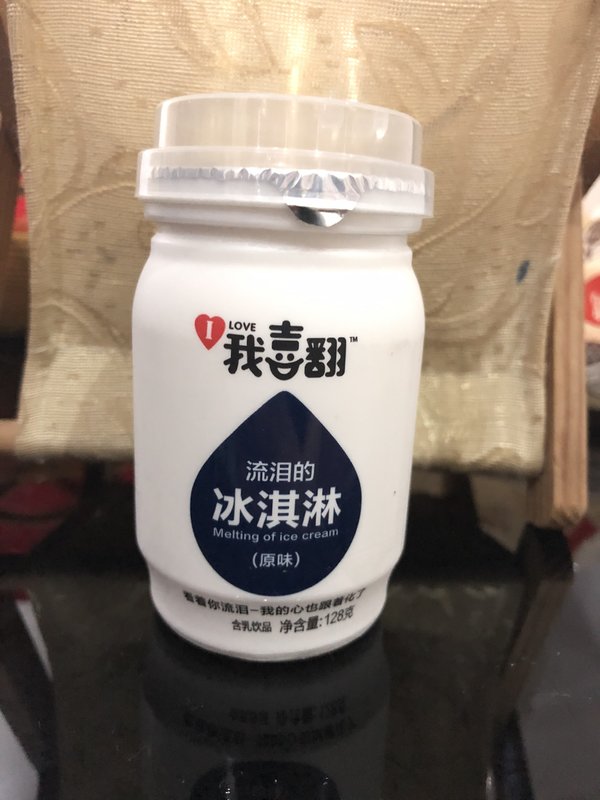 I LOVE
我喜翻™
流泪的
冰淇淋
Melting of ice cream
（原味）
看着你流泪-我的心也跟着化了
含乳饮品 净含量:128克